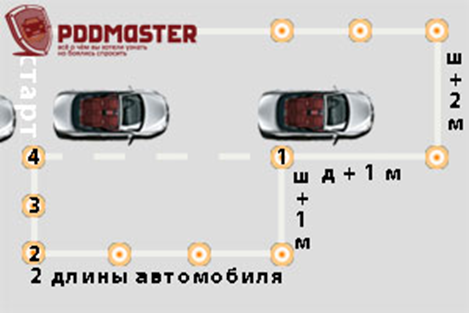 PDDMASTER
всё о чём вы хотели узнать
но боялись спросить
старт
ш + 2 м
4
1
д + 1 м
ш + 1 м
3
2
2 длины автомобиля